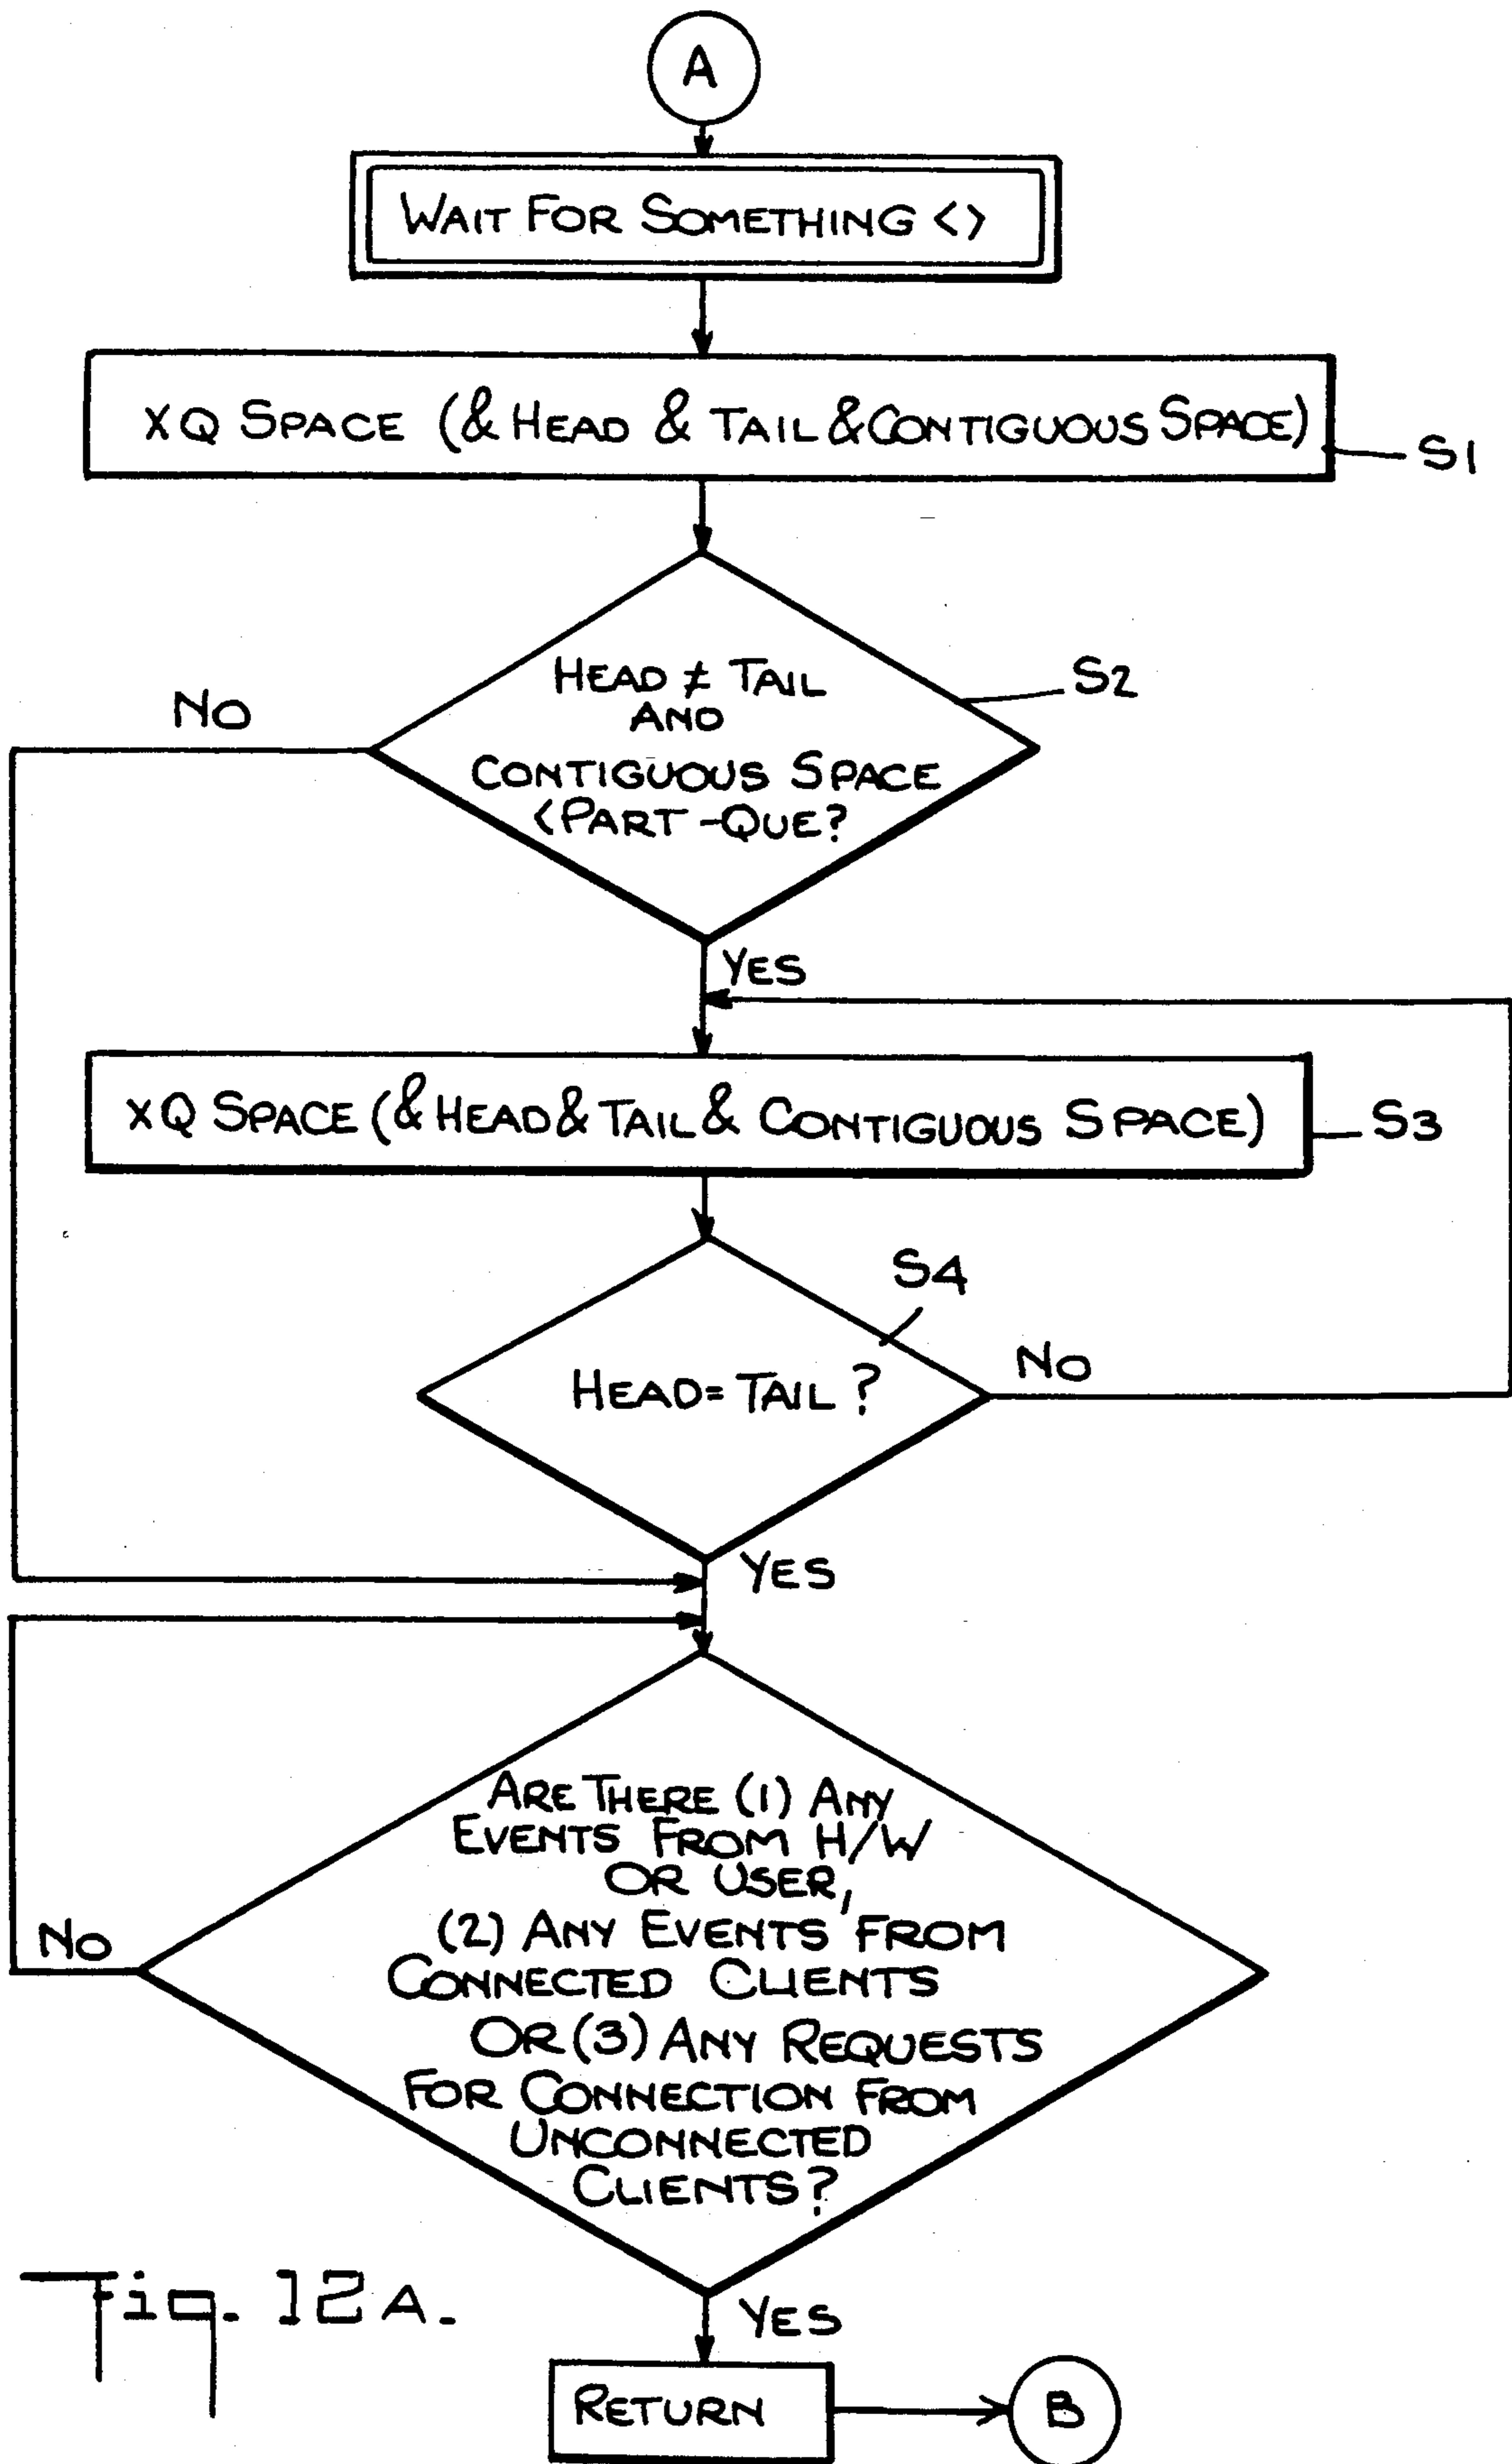 A
WAIT FOR SOMETHING <>
XQ SPACE (& HEAD & TAIL & CONTIGUOUS SPACE)
S1
HEAD ≠ TAIL
AND
CONTIGUOUS SPACE
<PART-QUE?
S2
NO
YES
XQ SPACE (& HEAD & TAIL & CONTIGUOUS SPACE)
S3
S4
HEAD = TAIL ?
NO
YES
ARE THERE (1) ANY
EVENTS FROM H/W
OR USER,
(2) ANY EVENTS FROM
CONNECTED CLIENTS
OR (3) ANY REQUESTS
FOR CONNECTION FROM
UNCONNECTED
CLIENTS?
NO
YES
RETURN
B
Fig. 12A.